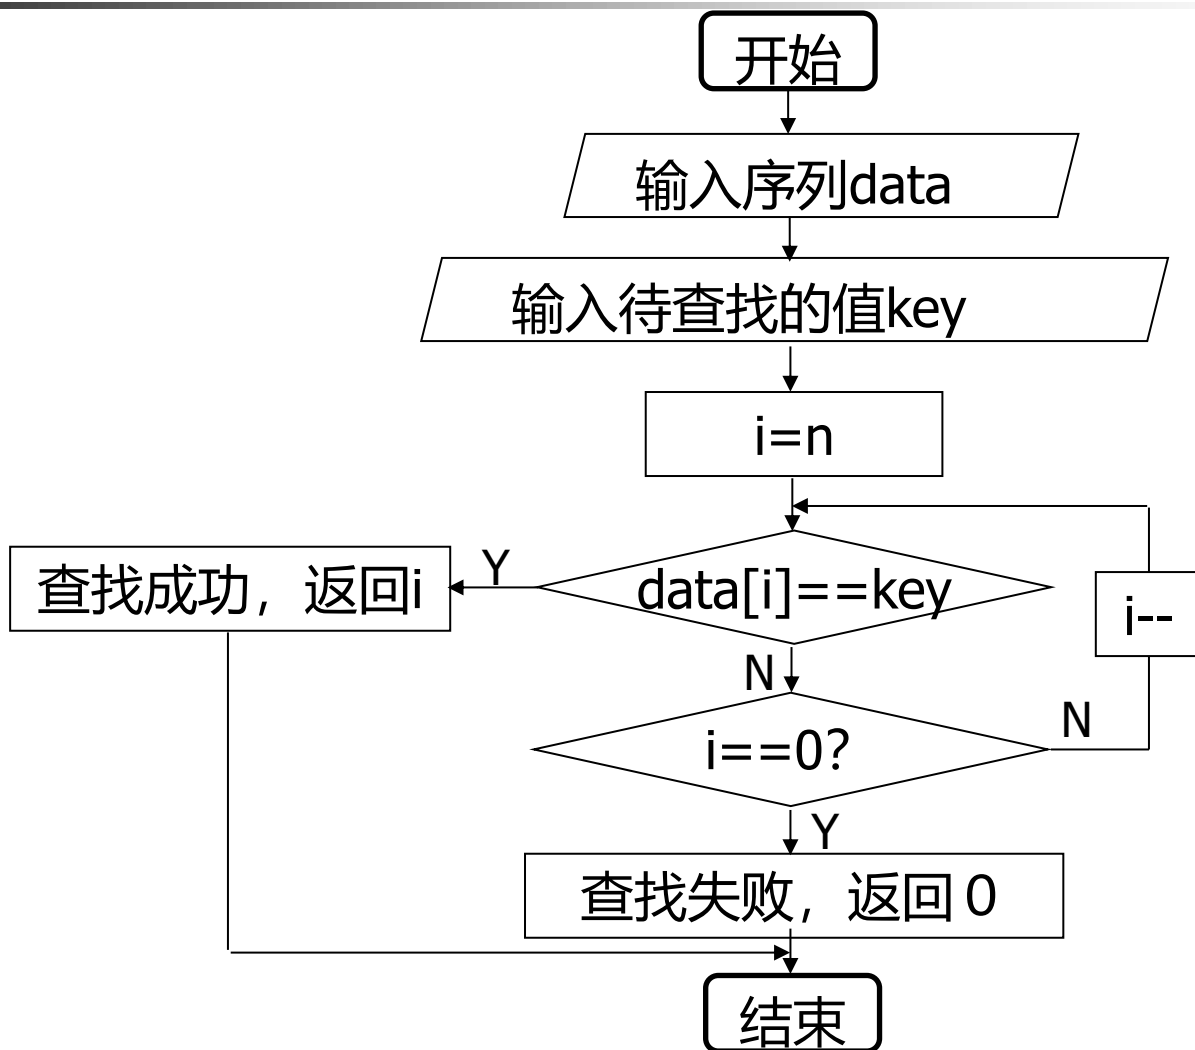 开始
输入序列data
输入待查找的值key
i=n
data[i]==key
Y
查找成功，返回i
i--
N
i==0?
N
Y
查找失败，返回 0
结束